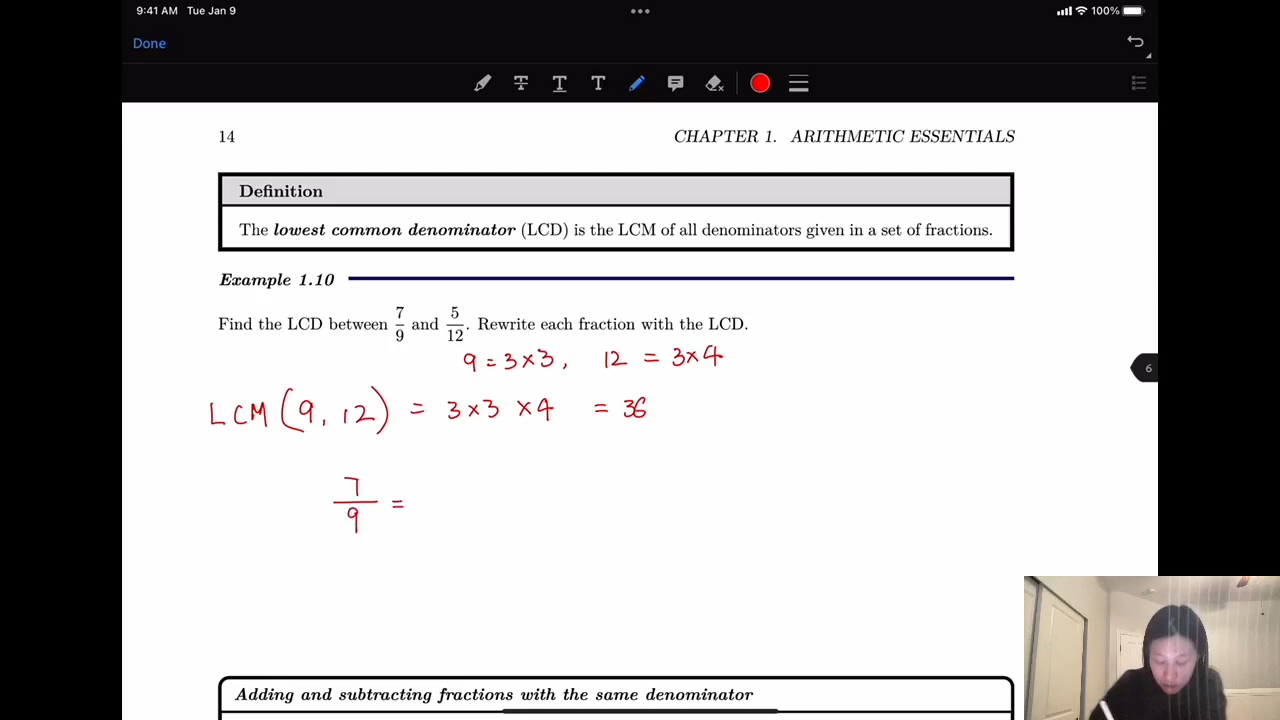 9:41 AM Tue Jan 9 100%
Done
14 CHAPTER 1. ARITHMETIC ESSENTIALS
Definition
The lowest common denominator (LCD) is the LCM of all denominators given in a set of fractions.
Example 1.10
Find the LCD between 7/9 and 5/12. Rewrite each fraction with the LCD.
9 = 3×3, 12 = 3×4
LCM (9, 12) = 3×3 ×4 = 36
7/9 =
6
Adding and subtracting fractions with the same denominator